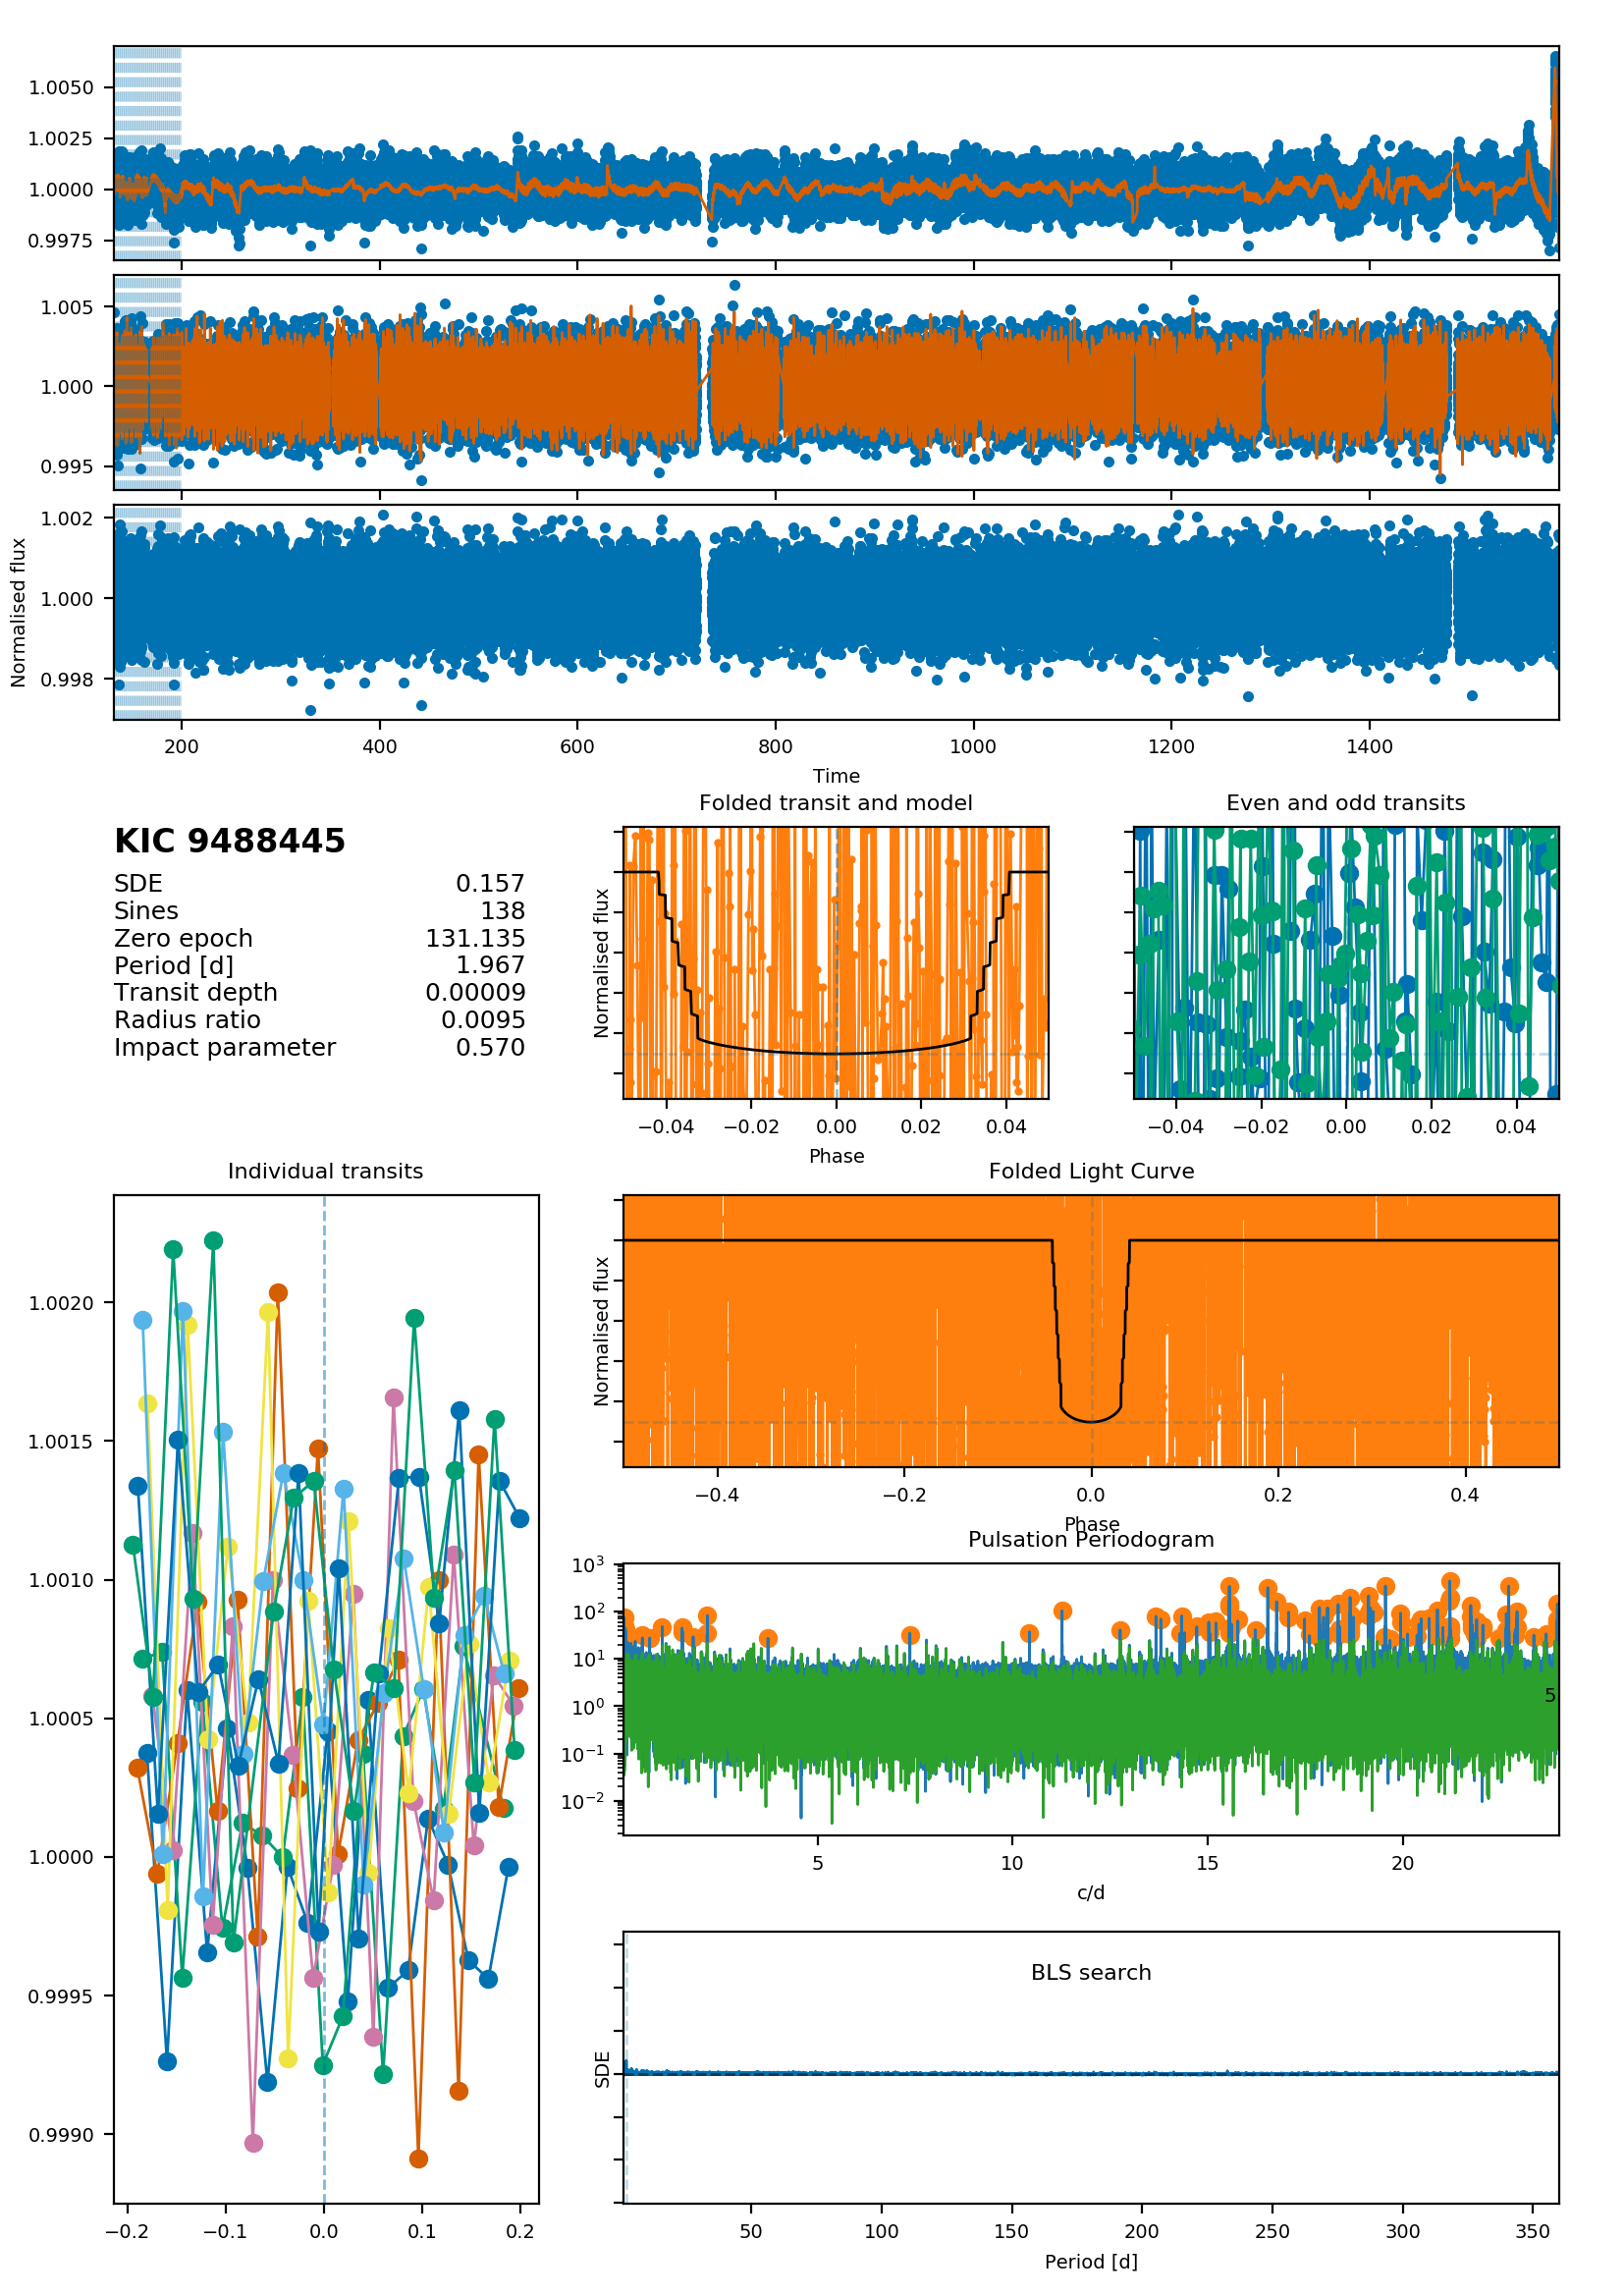 1.0050
1.0025
1.0000
0.9975
1.005
1.000
0.995
1.002
1.000
0.998
Normalised flux
200 400 600 800 1000 1200 1400
Time
KIC 9488445
SDE 0.157
Sines 138
Zero epoch 131.135
Period [d] 1.967
Transit depth 0.00009
Radius ratio 0.0095
Impact parameter 0.570
Folded transit and model
Normalised flux
−0.04 −0.02 0.00 0.02 0.04
Phase
Even and odd transits
−0.04 −0.02 0.00 0.02 0.04
Individual transits
1.0020
1.0015
1.0010
1.0005
1.0000
0.9995
0.9990
−0.2 −0.1 0.0 0.1 0.2
Folded Light Curve
Normalised flux
−0.4 −0.2 0.0 0.2 0.4
Phase
Pulsation Periodogram
10³
10²
10¹
10⁰
10⁻¹
10⁻²
5
5 10 15 20
c/d
BLS search
SDE
50 100 150 200 250 300 350
Period [d]